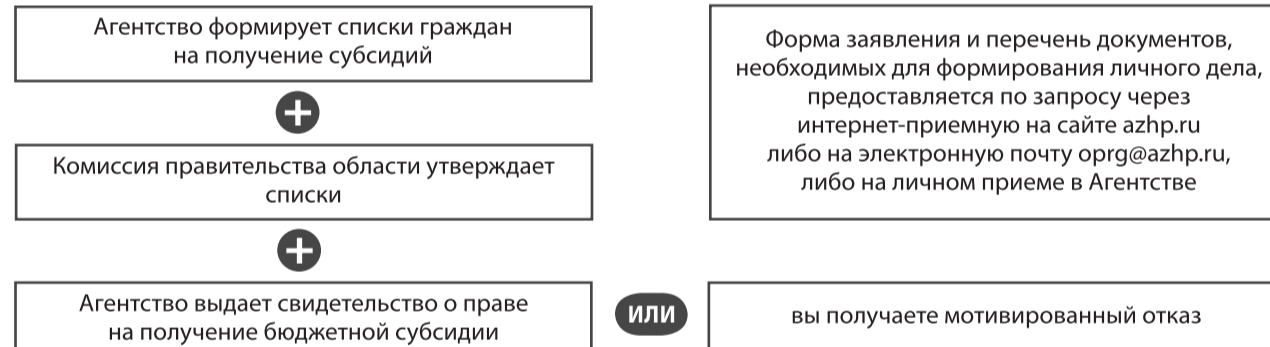 Агентство формирует списки граждан
на получение субсидий
+
Комиссия правительства области утверждает
списки
+
Агентство выдает свидетельство о праве
на получение бюджетной субсидии
или
вы получаете мотивированный отказ
Форма заявления и перечень документов,
необходимых для формирования личного дела,
предоставляется по запросу через
интернет-приемную на сайте azhp.ru
либо на электронную почту oprg@azhp.ru,
либо на личном приеме в Агентстве